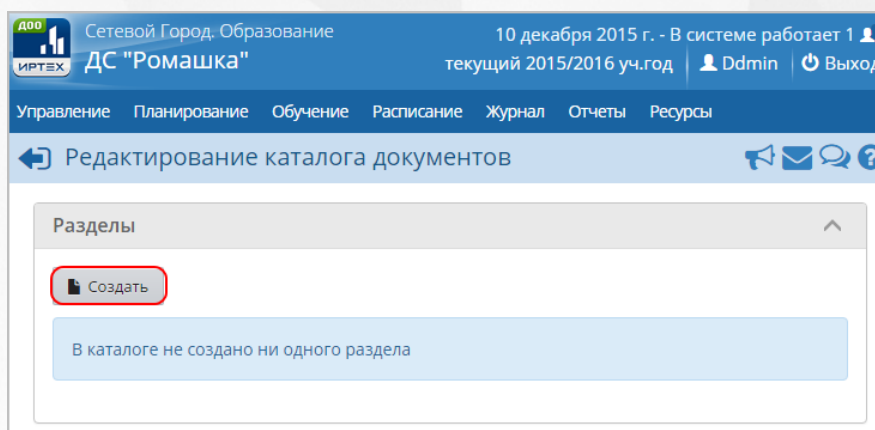 ДОО
ИРТЕХ
Сетевой Город. Образование
ДС "Ромашка"
10 декабря 2015 г. - В системе работает 1
текущий 2015/2016 уч.год Ddmin Выход
Управление Планирование Обучение Расписание Журнал Отчеты Ресурсы
Редактирование каталога документов
Разделы
Создать
В каталоге не создано ни одного раздела